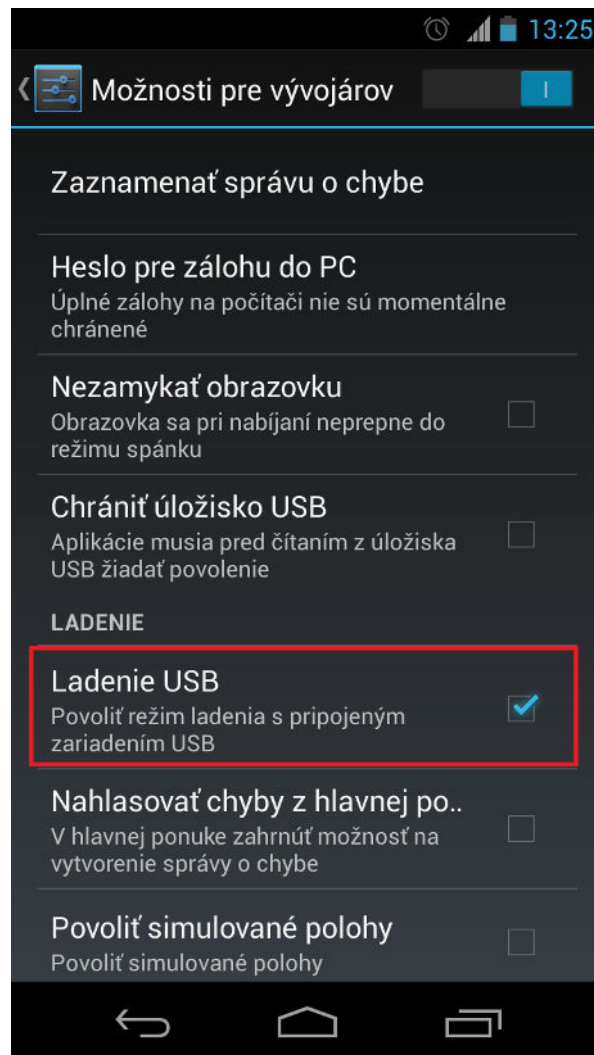 13:25
Možnosti pre vývojárov
Zaznamenať správu o chybe
Heslo pre zálohu do PC
Úplné zálohy na počítači nie sú momentálne
chránené
Nezamykať obrazovku
Obrazovka sa pri nabíjaní neprepne do
režimu spánku
Chrániť úložisko USB
Aplikácie musia pred čítaním z úložiska
USB žiadať povolenie
LADENIE
Ladenie USB
Povoliť režim ladenia s pripojeným
zariadením USB
Nahlasovať chyby z hlavnej po..
V hlavnej ponuke zahrnúť možnosť na
vytvorenie správy o chybe
Povoliť simulované polohy
Povoliť simulované polohy